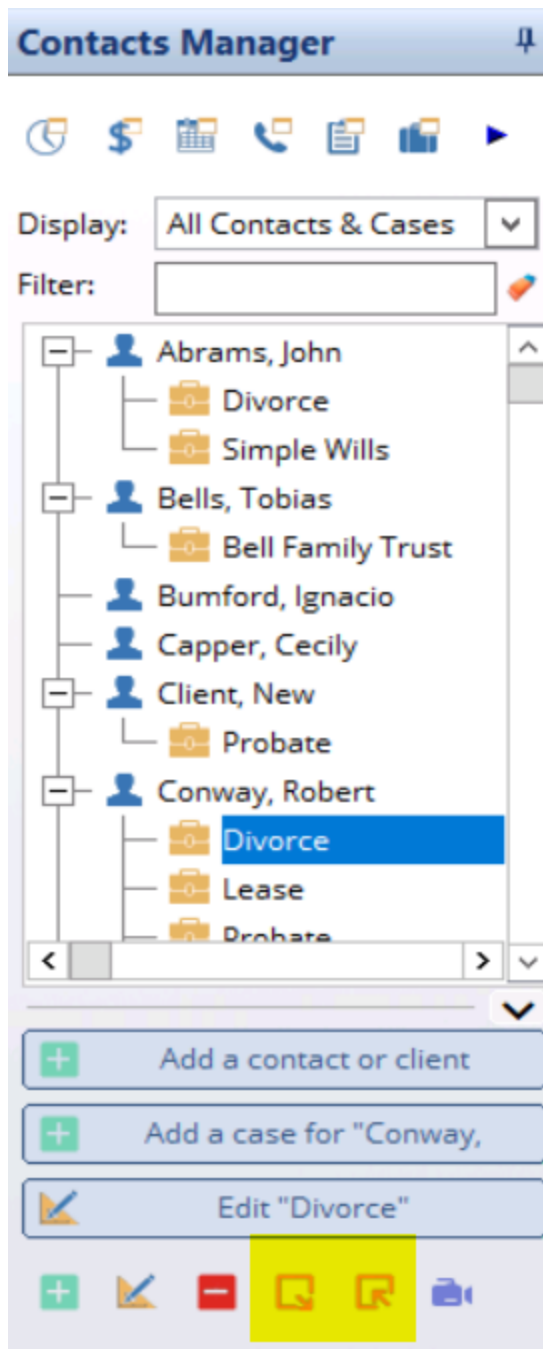 Contacts Manager
Display: All Contacts & Cases
Filter:
Abrams, John
Divorce
Simple Wills
Bells, Tobias
Bell Family Trust
Bumford, Ignacio
Capper, Cecily
Client, New
Probate
Conway, Robert
Divorce
Lease
Probate
Add a contact or client
Add a case for "Conway,
Edit "Divorce"